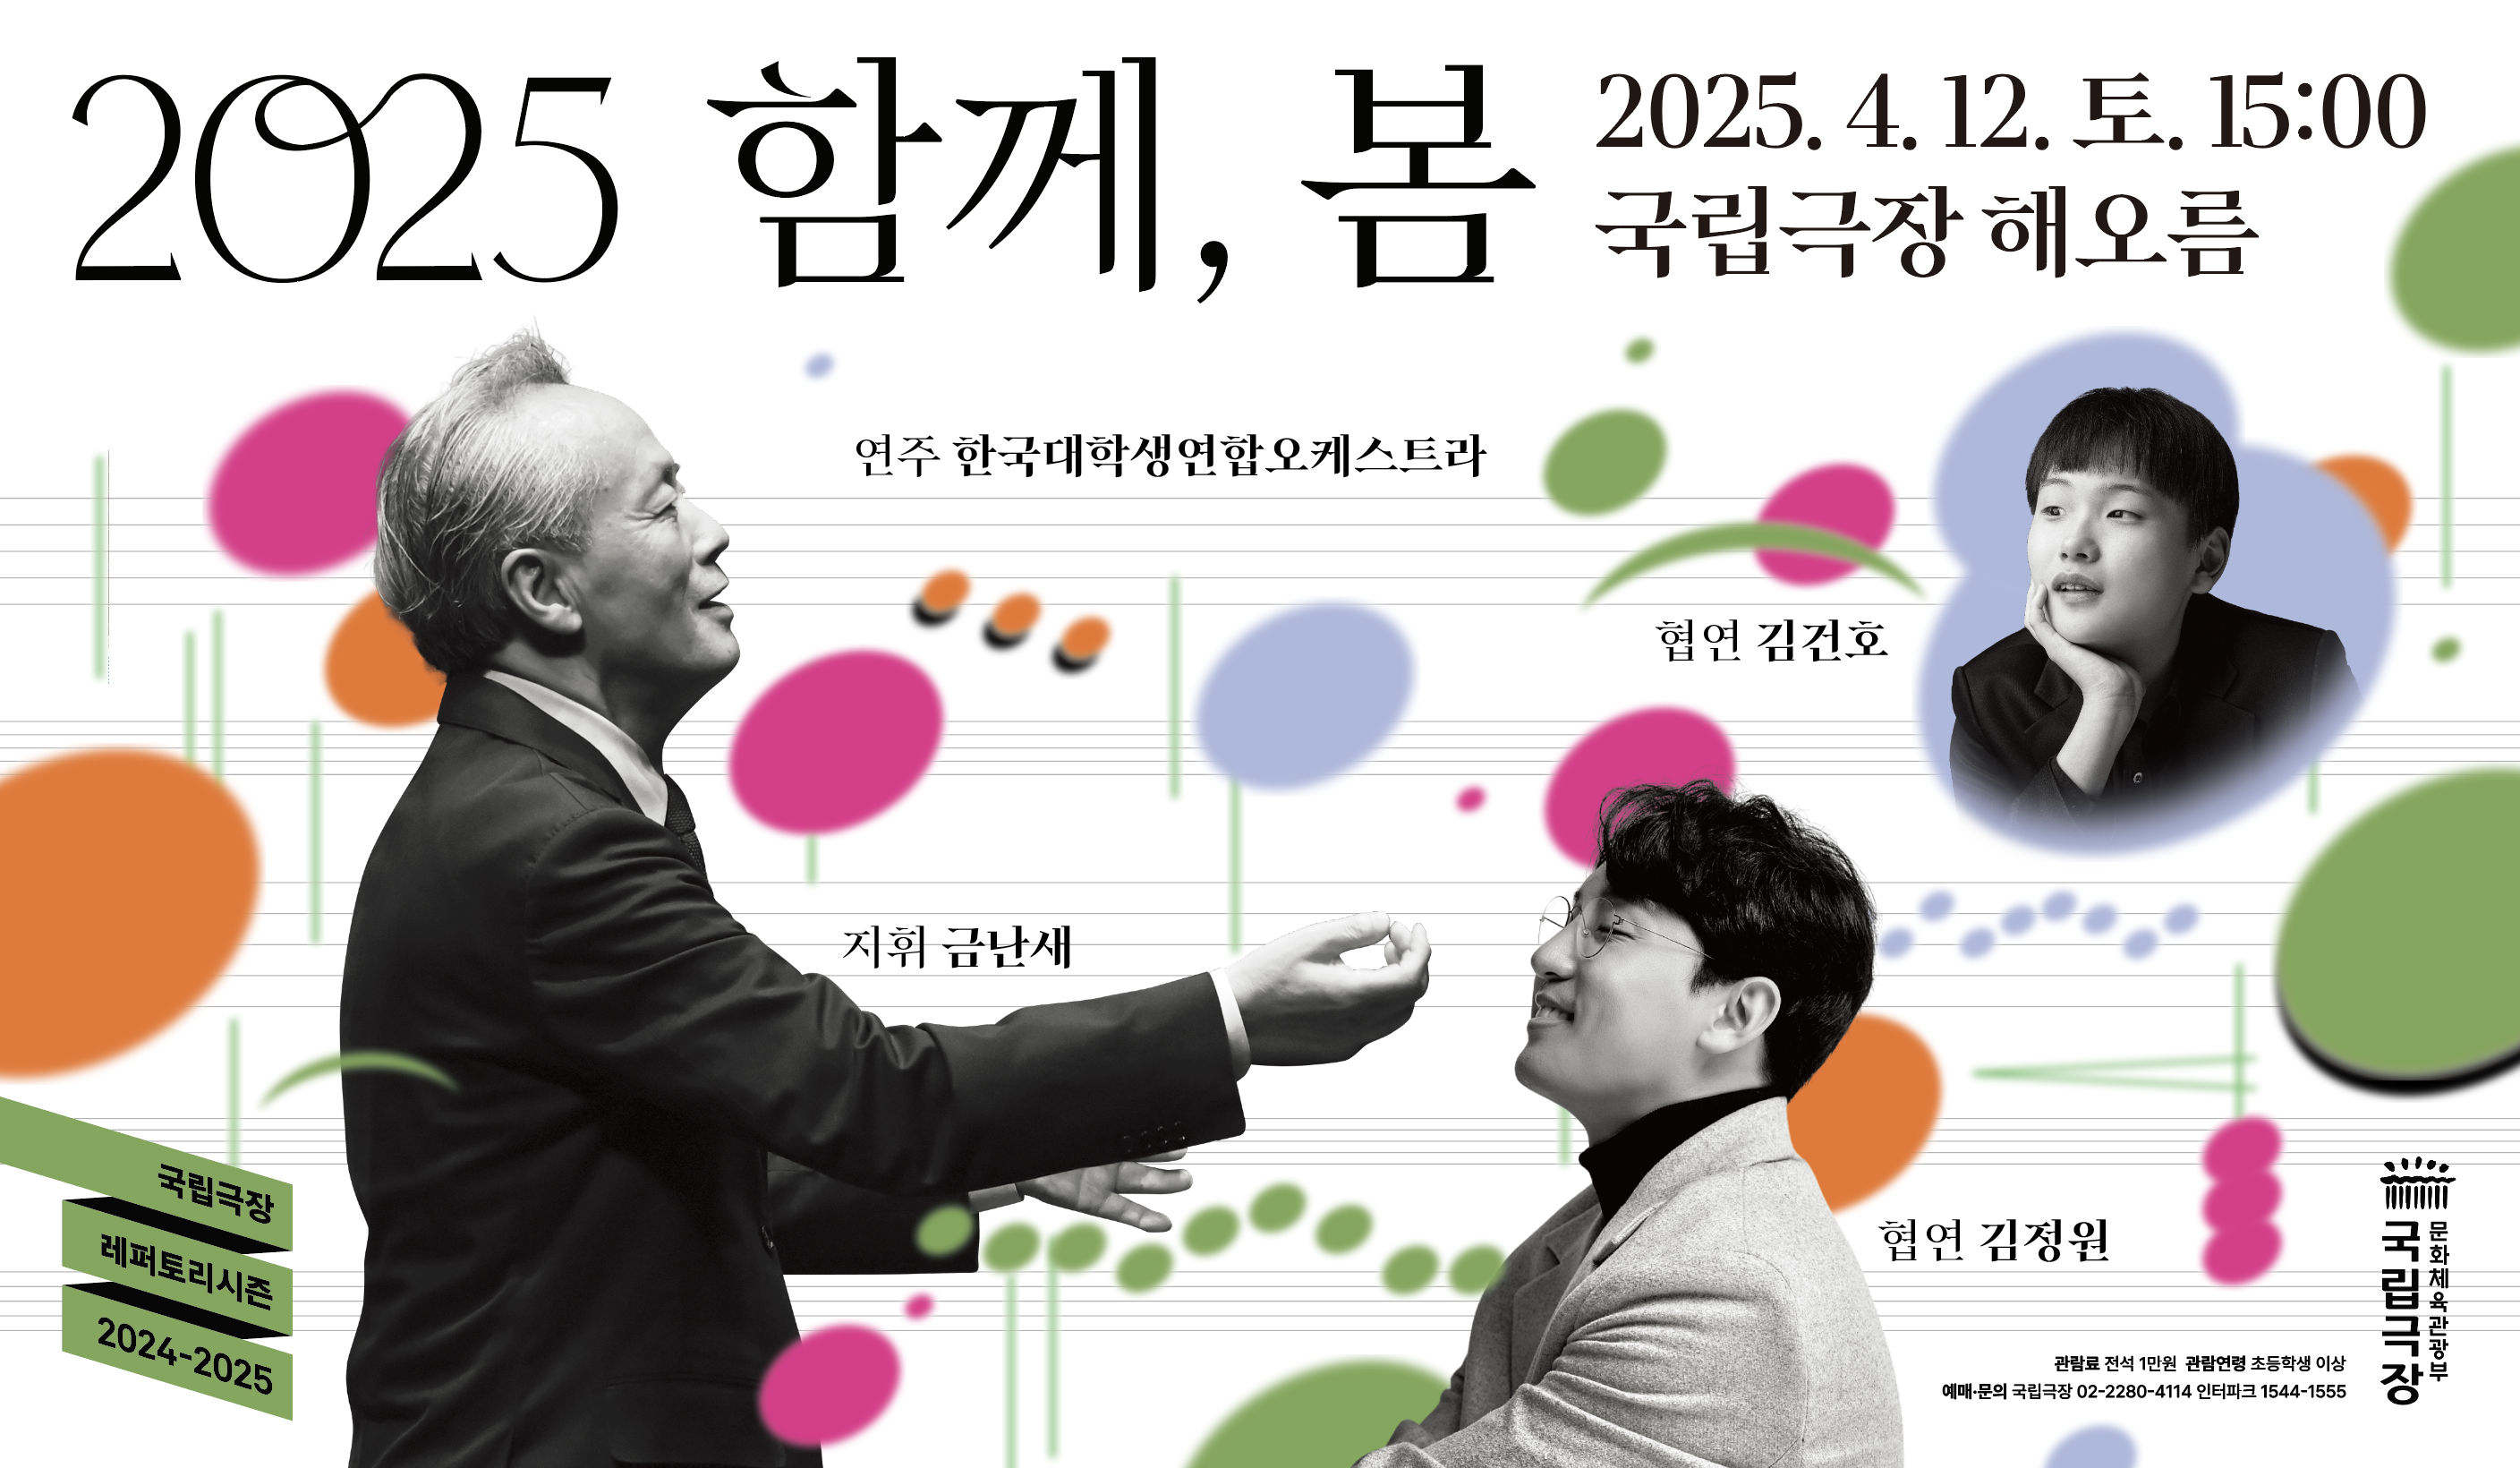 2025 함께, 봄
2025. 4. 12. 토. 15:00
국립극장 해오름
연주 한국대학생연합오케스트라
협연 김건호
지휘 금난새
협연 김정원
국립극장
레퍼토리시즌
2024-2025
관람료 전석 1만원 관람연령 초등학생 이상
예매·문의 국립극장 02-2280-4114 인터파크 1544-1555
문화체육관광부
국립극장